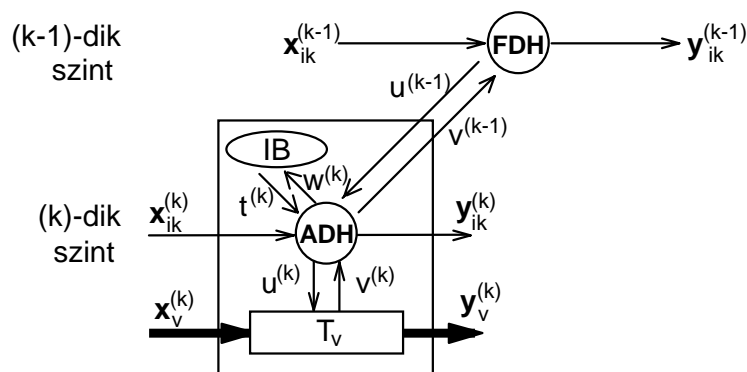 (k-1)-dik
szint
x_ik^(k-1)
FDH
y_ik^(k-1)
u^(k-1)
v^(k-1)
IB
w^(k)
t^(k)
(k)-dik
szint
x_ik^(k)
ADH
y_ik^(k)
u^(k)
v^(k)
x_v^(k)
T_v
y_v^(k)